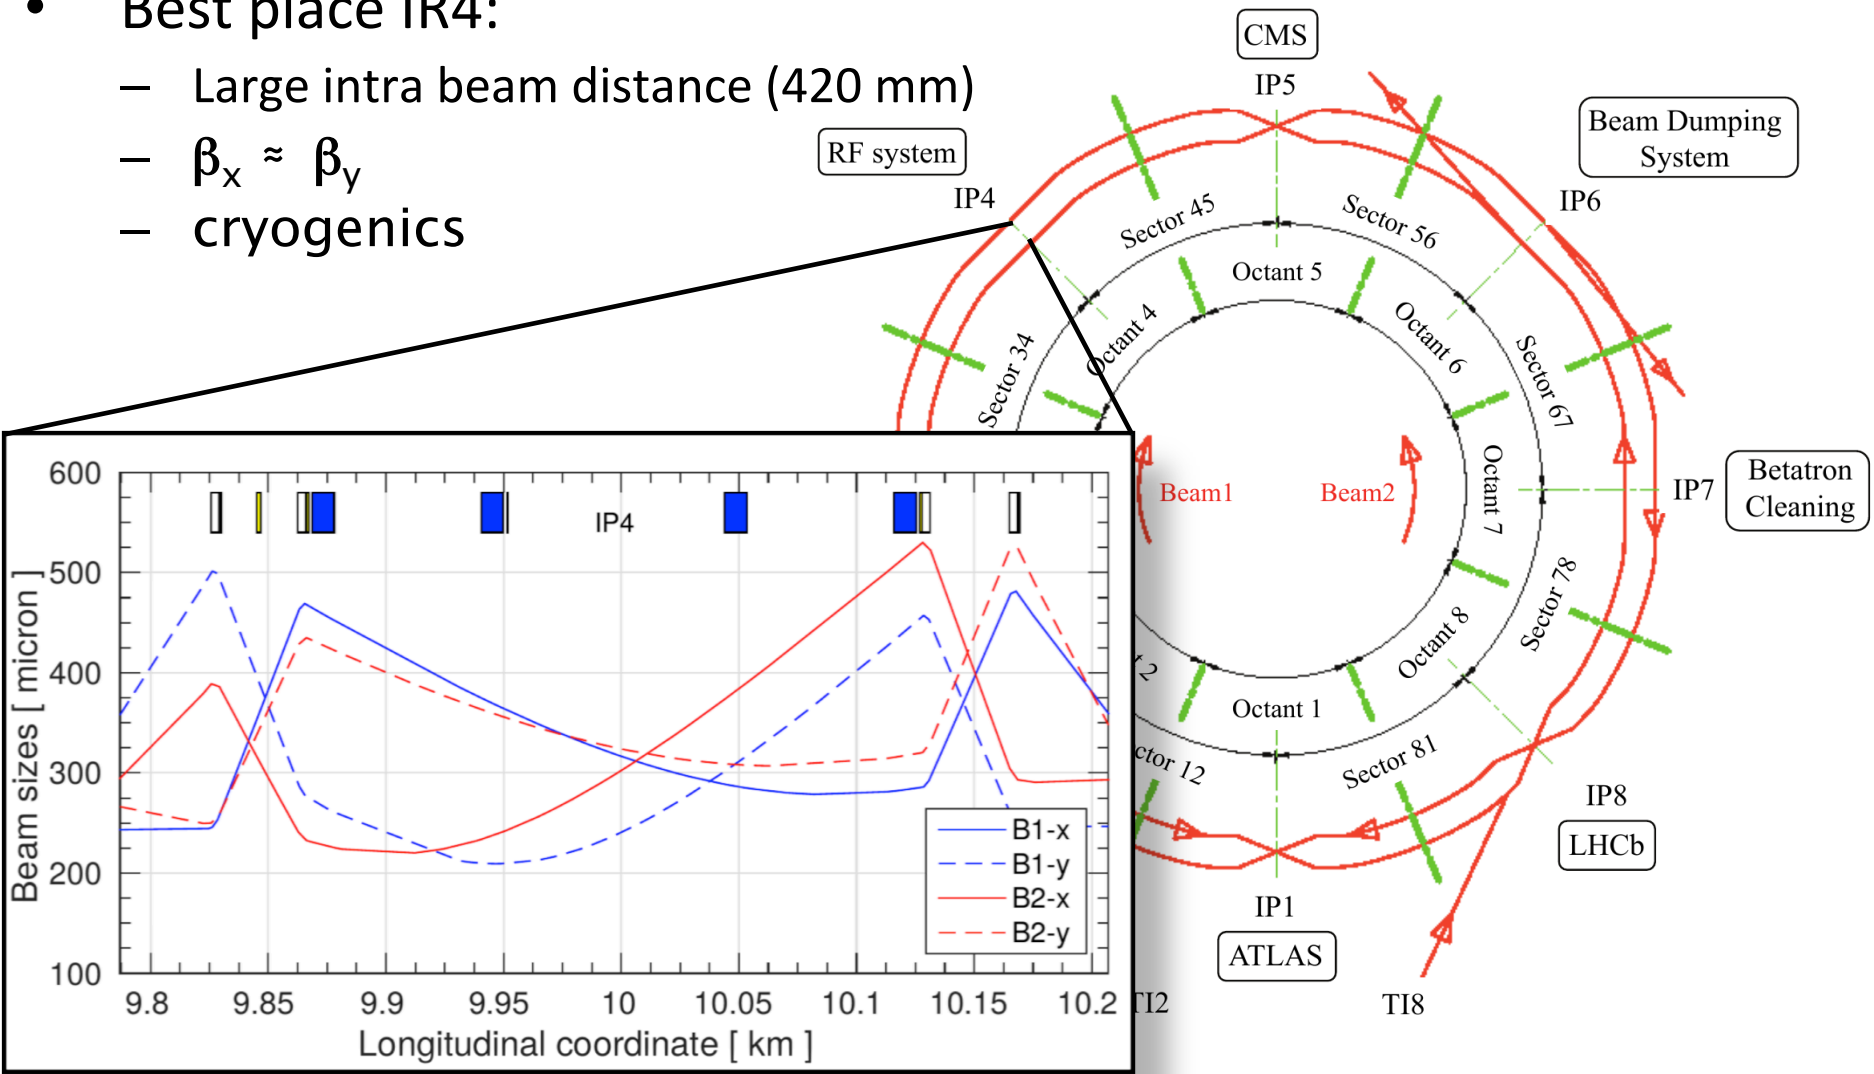 • Best place IR4:
– Large intra beam distance (420 mm)
– βx ≈ βy
– cryogenics
CMS
IP5
RF system
IP4
Beam Dumping
System
IP6
Sector 45
Sector 56
Octant 5
Octant 4
Octant 6
Sector 34
Sector 67
Beam1
Beam2
Octant 7
IP7
Betatron
Cleaning
Sector 78
Octant 8
t 2
Octant 1
ctor 12
Sector 81
IP8
LHCb
IP1
ATLAS
TI2
TI8
600
500
400
300
200
100
Beam sizes [ micron ]
IP4
B1-x
B1-y
B2-x
B2-y
9.8 9.85 9.9 9.95 10 10.05 10.1 10.15 10.2
Longitudinal coordinate [ km ]